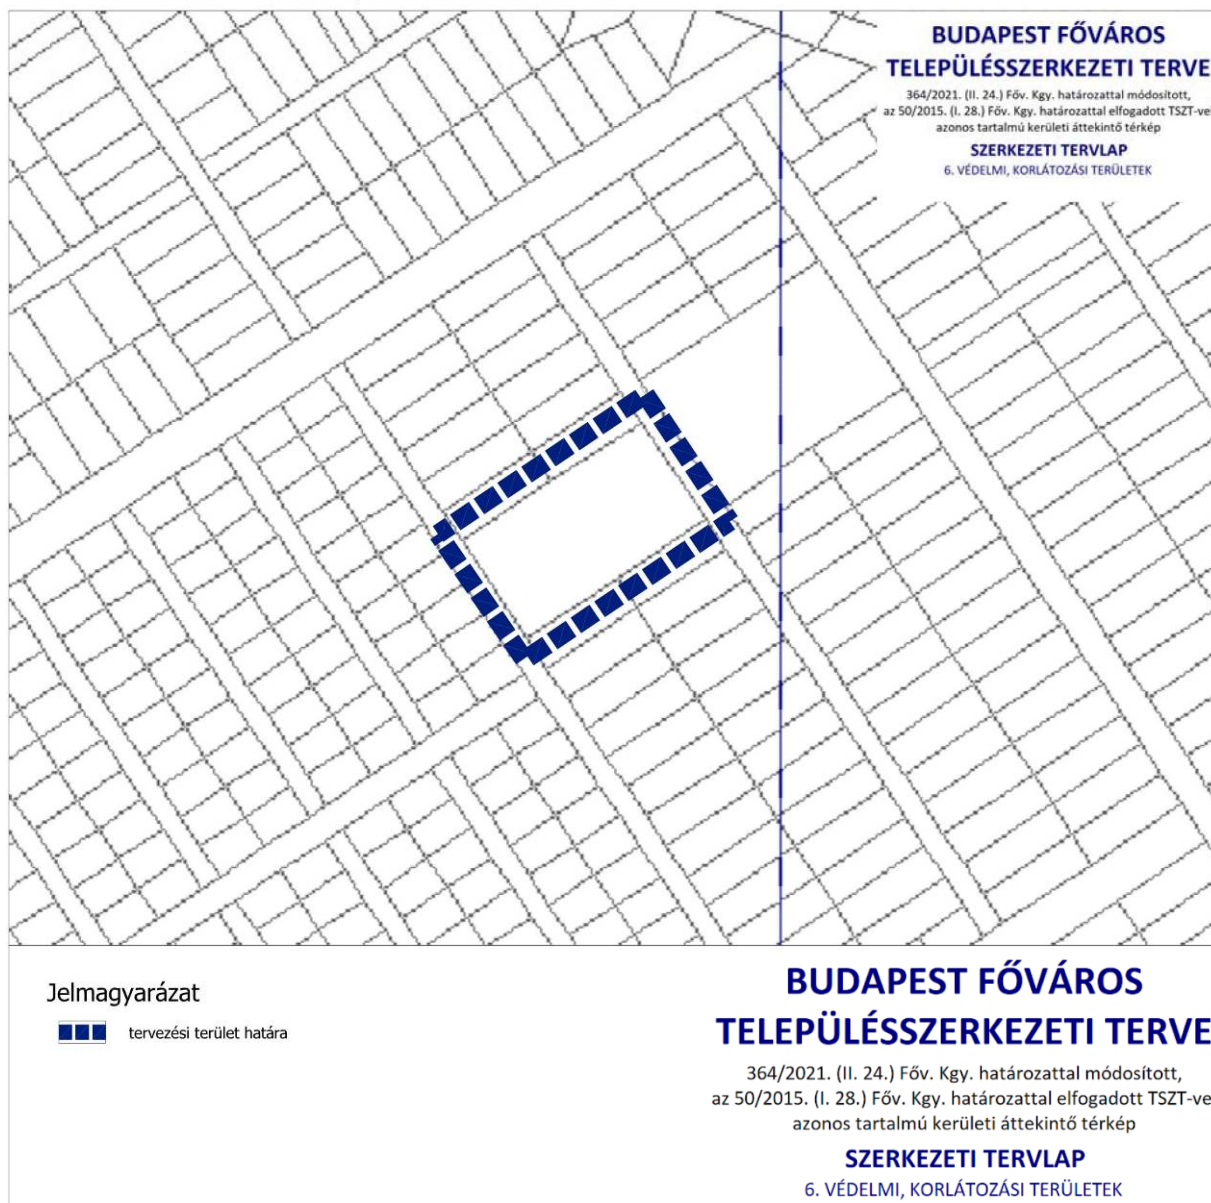 BUDAPEST FŐVÁROS
TELEPÜLÉSSZERKEZETI TERVE
364/2021. (II. 24.) Főv. Kgy. határozattal módosított,
az 50/2015. (I. 28.) Főv. Kgy. határozattal elfogadott TSZT-vel
azonos tartalmú kerületi áttekintő térkép
SZERKEZETI TERVLAP
6. VÉDELMI, KORLÁTOZÁSI TERÜLETEK
Jelmagyarázat
tervezési terület határa
BUDAPEST FŐVÁROS
TELEPÜLÉSSZERKEZETI TERVE
364/2021. (II. 24.) Főv. Kgy. határozattal módosított,
az 50/2015. (I. 28.) Főv. Kgy. határozattal elfogadott TSZT-ve
azonos tartalmú kerületi áttekintő térkép
SZERKEZETI TERVLAP
6. VÉDELMI, KORLÁTOZÁSI TERÜLETEK